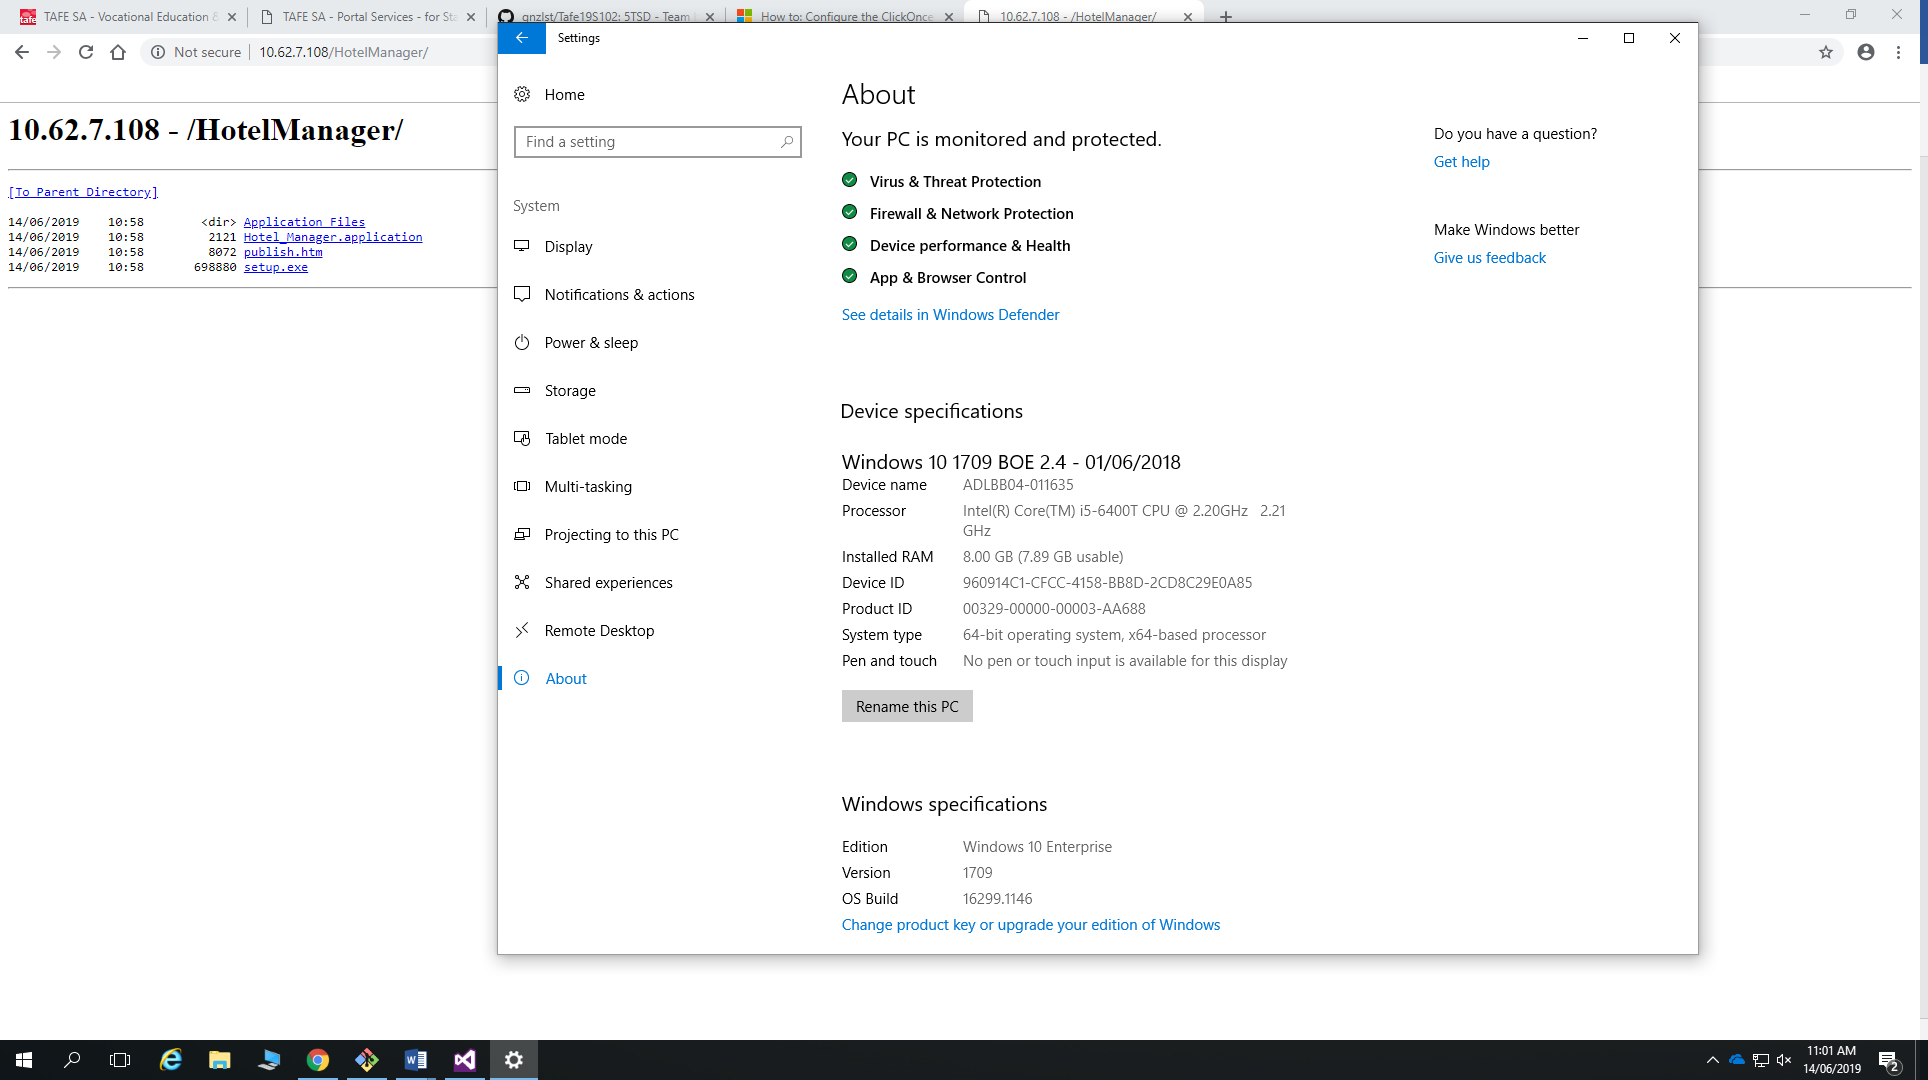 TAFE SA - Vocational Education &
TAFE SA - Portal Services - for Sta
gnzlst/Tafe19S102: 5TSD - Team
How to: Configure the ClickOnce
10.62.7.108 - /HotelManager/
Not secure
10.62.7.108/HotelManager/
10.62.7.108 - /HotelManager/
[To Parent Directory]
14/06/2019 10:58 <dir> Application Files
14/06/2019 10:58 2121 Hotel_Manager.application
14/06/2019 10:58 8072 publish.htm
14/06/2019 10:58 698880 setup.exe
Settings
Home
Find a setting
System
Display
Notifications & actions
Power & sleep
Storage
Tablet mode
Multi-tasking
Projecting to this PC
Shared experiences
Remote Desktop
About
About
Your PC is monitored and protected.
Virus & Threat Protection
Firewall & Network Protection
Device performance & Health
App & Browser Control
See details in Windows Defender
Device specifications
Windows 10 1709 BOE 2.4 - 01/06/2018
Device name ADLBB04-011635
Processor Intel(R) Core(TM) i5-6400T CPU @ 2.20GHz 2.21
GHz
Installed RAM 8.00 GB (7.89 GB usable)
Device ID 960914C1-CFCC-4158-BB8D-2CD8C29E0A85
Product ID 00329-00000-00003-AA688
System type 64-bit operating system, x64-based processor
Pen and touch No pen or touch input is available for this display
Rename this PC
Windows specifications
Edition Windows 10 Enterprise
Version 1709
OS Build 16299.1146
Change product key or upgrade your edition of Windows
Do you have a question?
Get help
Make Windows better
Give us feedback
11:01 AM
14/06/2019
2